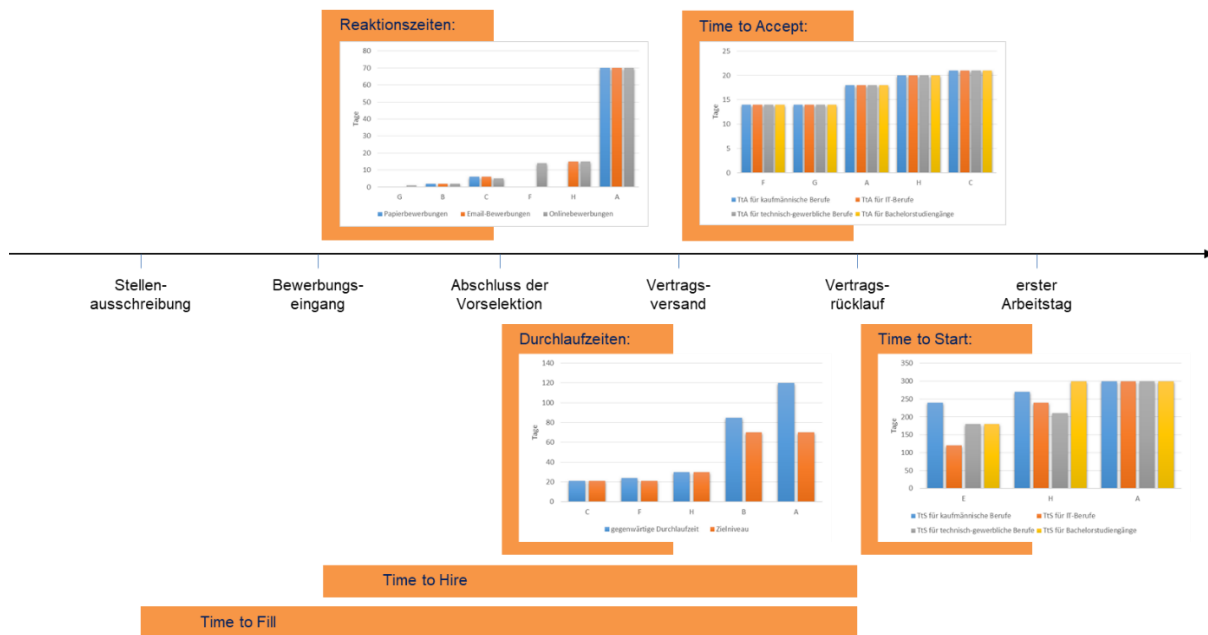 Reaktionszeiten:
80
70
60
50
40
30
20
10
0
Tage
G B C F H A
Papierbewerbungen Email-Bewerbungen Onlinebewerbungen
Time to Accept:
25
20
15
10
5
0
Tage
F G A H C
TtA für kaufmännische Berufe TtA für IT-Berufe
TtA für technisch-gewerbliche Berufe TtA für Bachelorstudiengänge
Stellen-
ausschreibung
Bewerbungs-
eingang
Abschluss der
Vorselektion
Vertrags-
versand
Vertrags-
rücklauf
erster
Arbeitstag
Durchlaufzeiten:
140
120
100
80
60
40
20
0
Tage
C F H B A
gegenwärtige Durchlaufzeit Zielniveau
Time to Start:
350
300
250
200
150
100
50
0
Tage
E H A
TtS für kaufmännische Berufe TtS für IT-Berufe
TtS für technisch-gewerbliche Berufe TtS für Bachelorstudiengänge
Time to Hire
Time to Fill